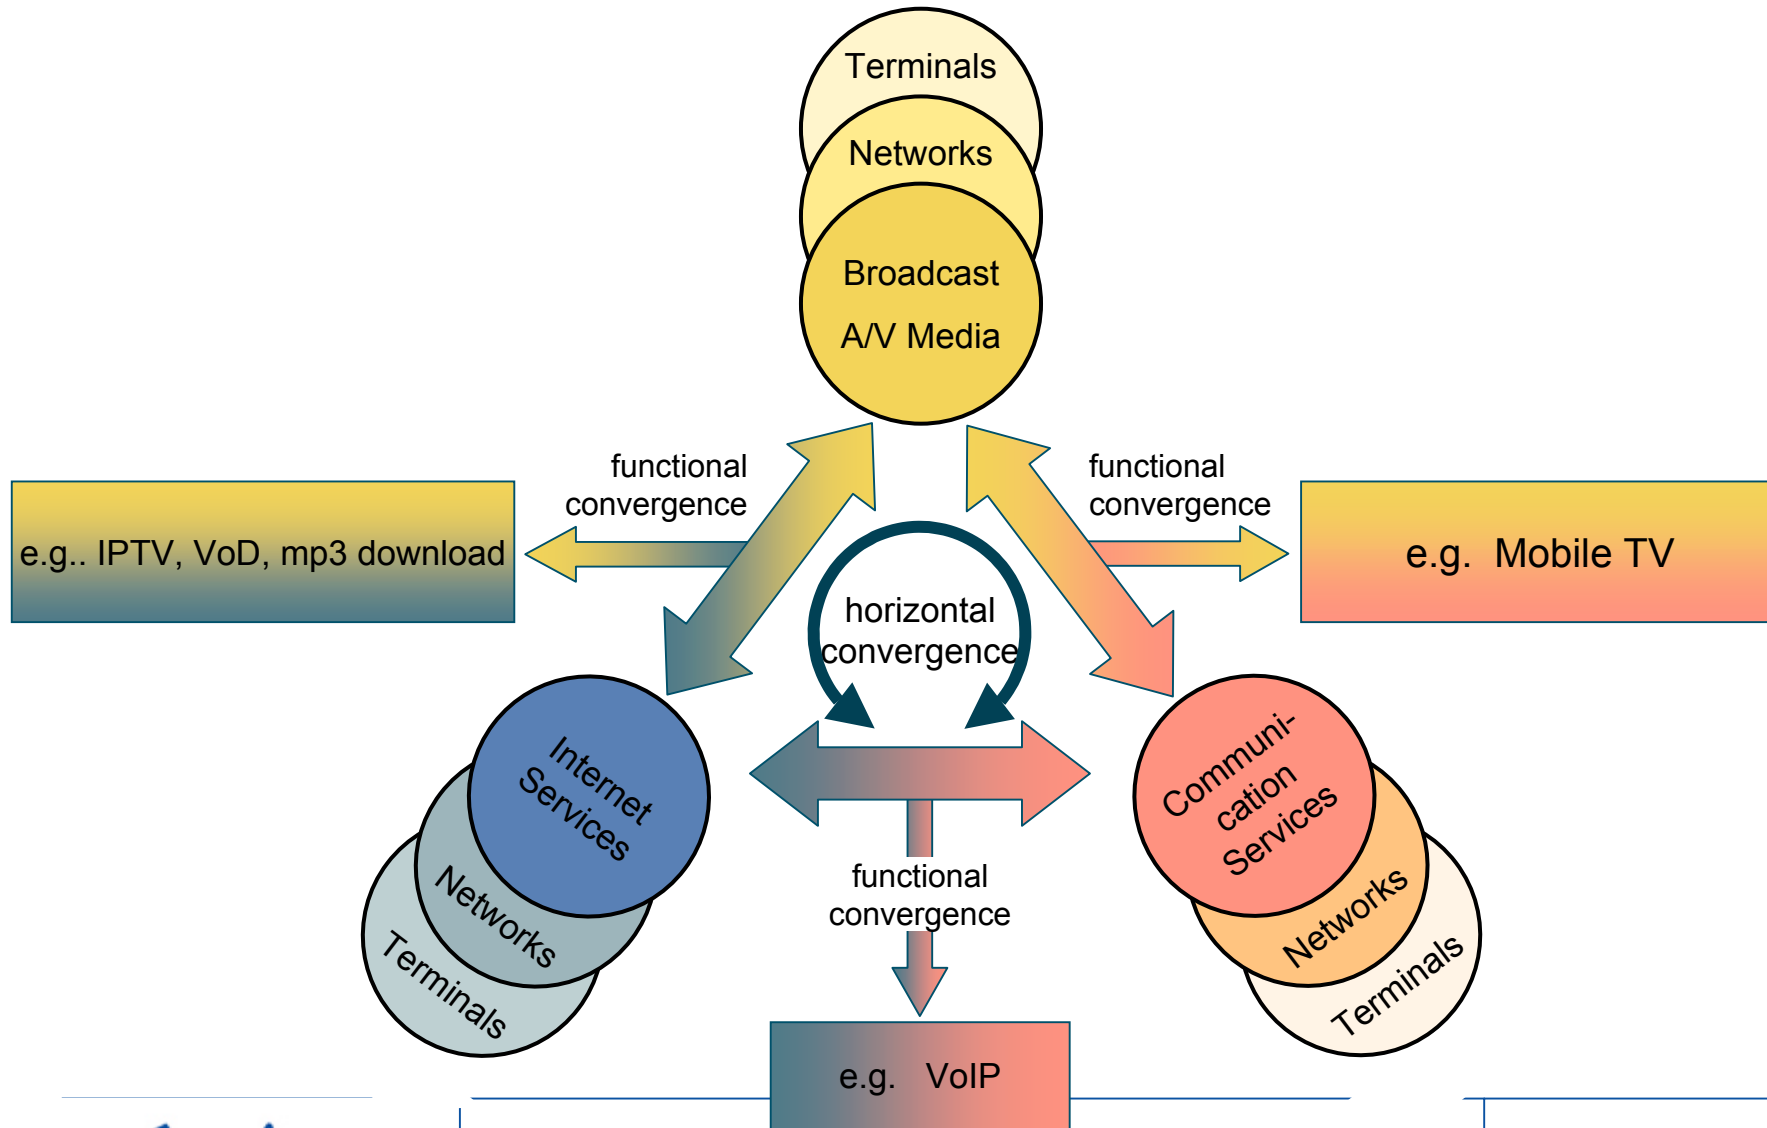 Terminals
Networks
Broadcast
A/V Media
functional
convergence
functional
convergence
e.g.. IPTV, VoD, mp3 download
e.g. Mobile TV
horizontal
convergence
Internet
Services
Networks
Terminals
Communi-
cation
Services
Networks
Terminals
functional
convergence
e.g. VoIP